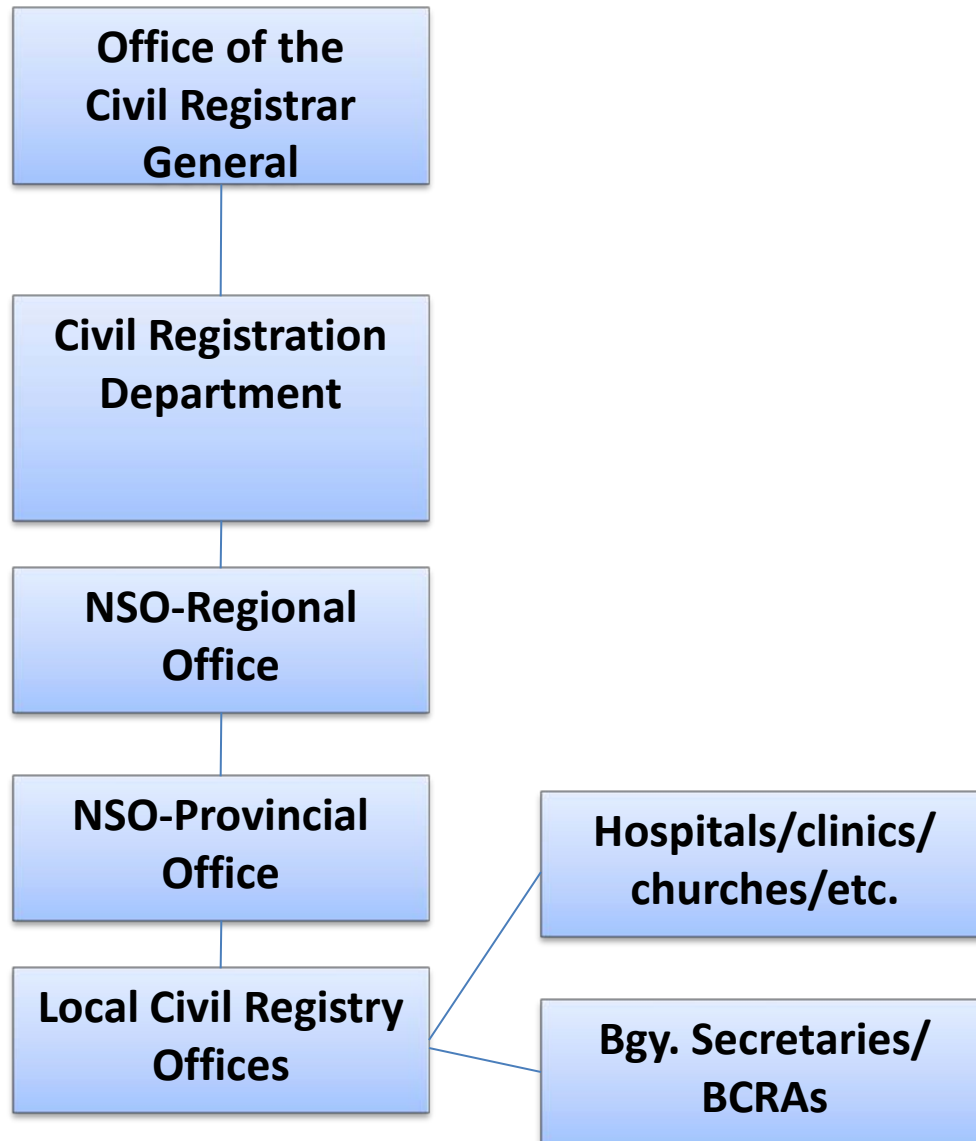 Office of the
Civil Registrar
General
Civil Registration
Department
NSO-Regional
Office
NSO-Provincial
Office
Hospitals/clinics/
churches/etc.
Local Civil Registry
Offices
Bgy. Secretaries/
BCRAs